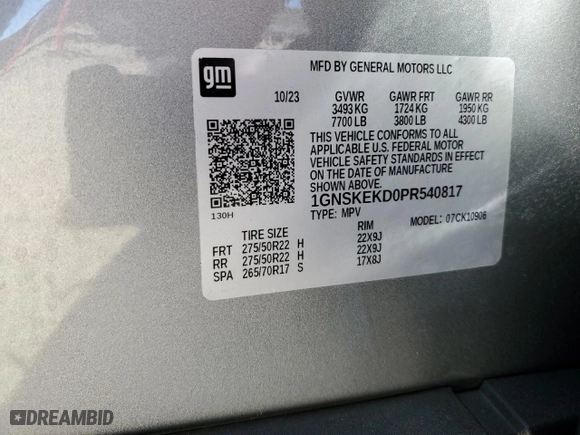 gm
MFD BY GENERAL MOTORS LLC
10/23 GVWR GAWR FRT GAWR RR
3493 KG 1724 KG 1950 KG
7700 LB 3800 LB 4300 LB
THIS VEHICLE CONFORMS TO ALL
APPLICABLE U.S. FEDERAL MOTOR
VEHICLE SAFETY STANDARDS IN EFFECT
ON THE DATE OF MANUFACTURE
SHOWN ABOVE.
1GNSKEKD0PR540817
130H
TYPE: MPV MODEL: 07CK10906
TIRE SIZE RIM
FRT 275/50R22 H 22X9J
RR 275/50R22 H 22X9J
SPA 265/70R17 S 17X8J
DREAMBID